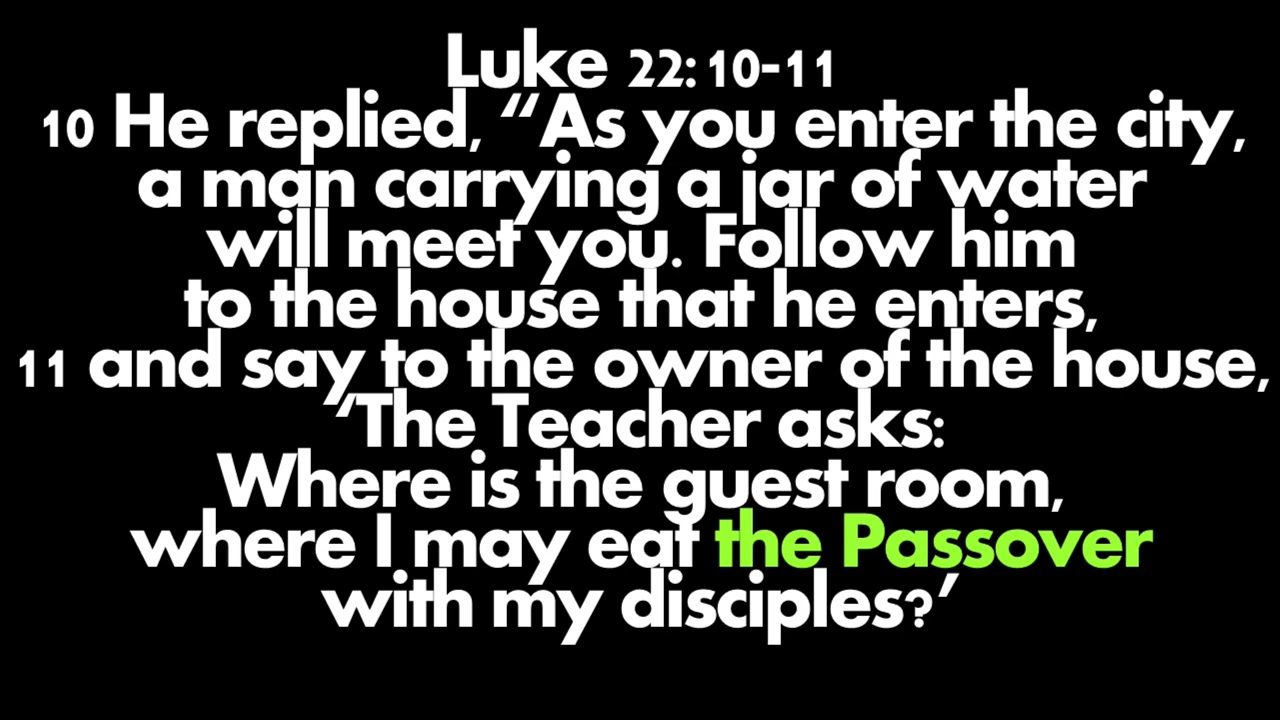 Luke 22:10-11
10 He replied, “As you enter the city,
a man carrying a jar of water
will meet you. Follow him
to the house that he enters,
11 and say to the owner of the house,
‘The Teacher asks:
Where is the guest room,
where I may eat the Passover
with my disciples?’